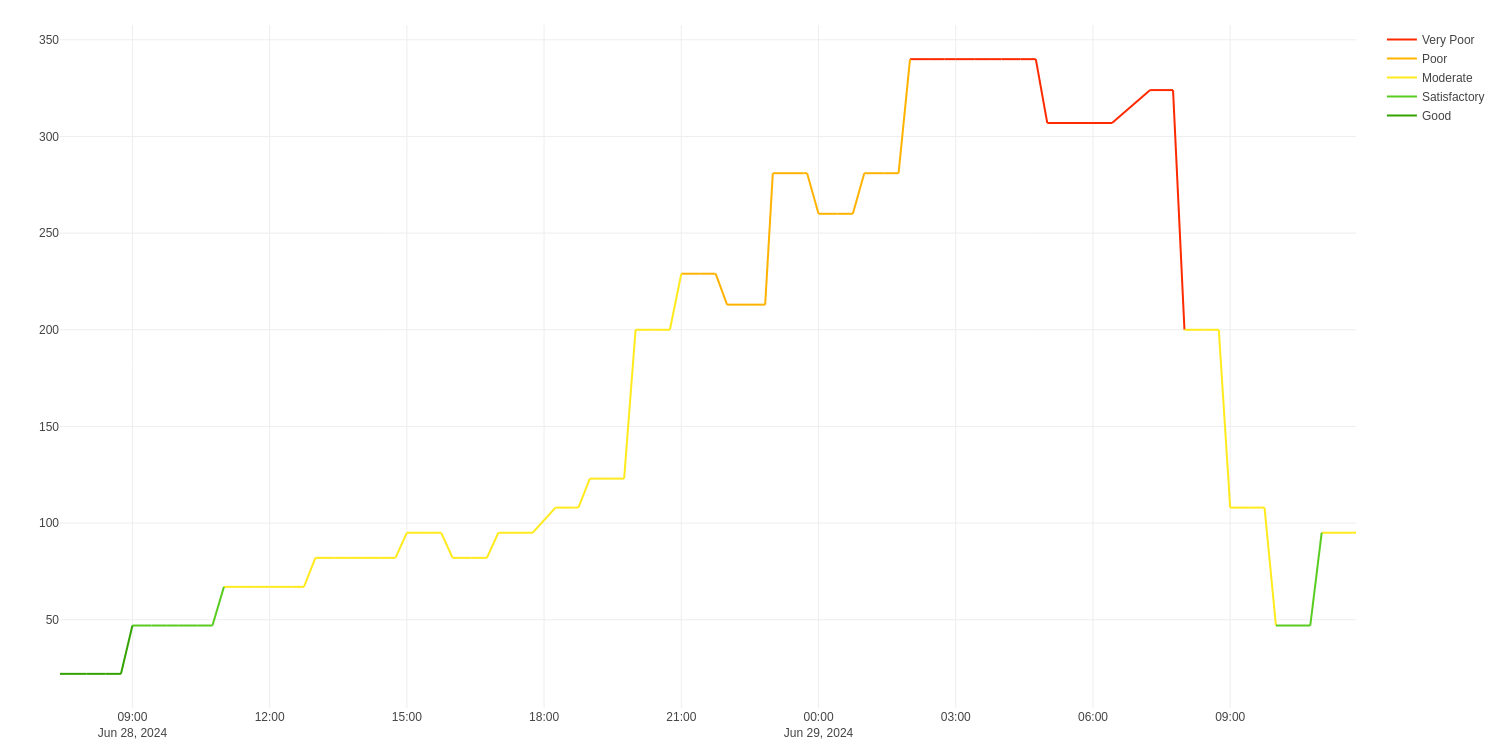 350
300
250
200
150
100
50
09:00
Jun 28, 2024
12:00
15:00
18:00
21:00
00:00
Jun 29, 2024
03:00
06:00
09:00
Very Poor
Poor
Moderate
Satisfactory
Good